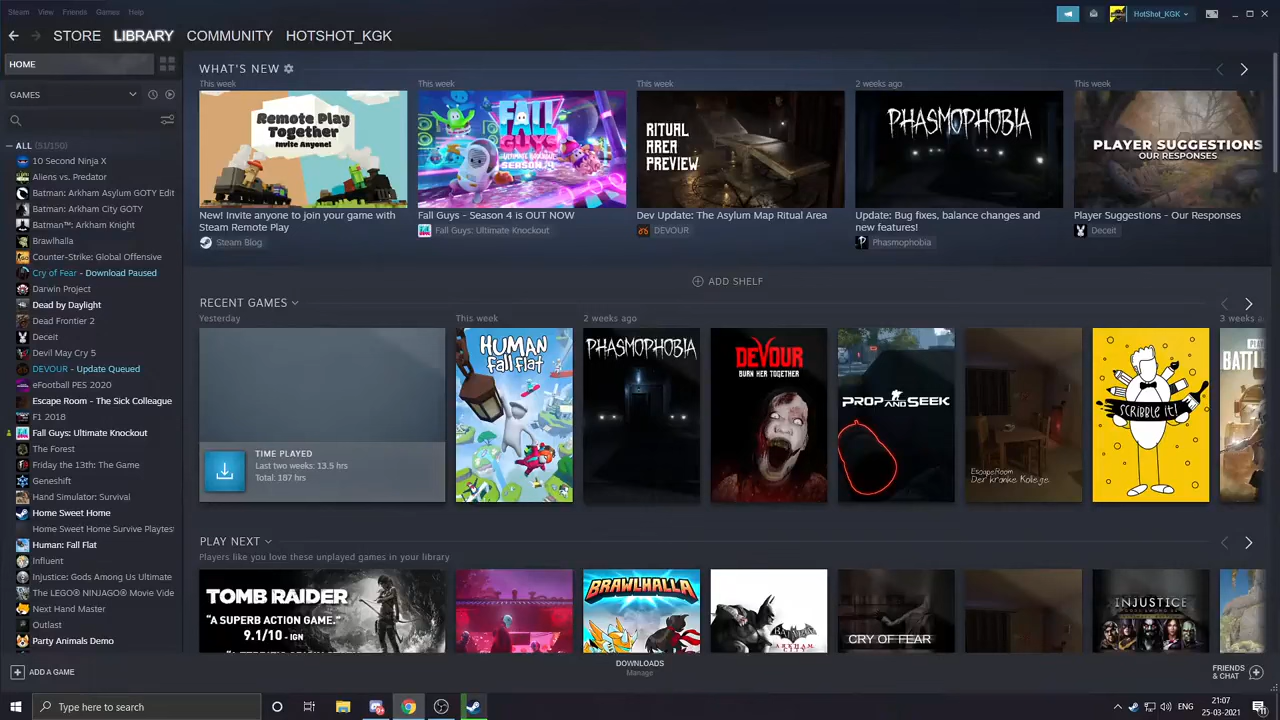 Steam View Friends Games Help
HotShot_KGK
STORE LIBRARY COMMUNITY HOTSHOT_KGK
HOME
GAMES
ALL (51/150)
10 Second Ninja X
Aliens vs. Predator
Batman: Arkham Asylum GOTY Edit
Batman: Arkham City GOTY
Batman™: Arkham Knight
Brawlhalla
Counter-Strike: Global Offensive
Cry of Fear - Download Paused
Darwin Project
Dead by Daylight
Dead Frontier 2
Deceit
Devil May Cry 5
DEVOUR - Update Queued
eFootball PES 2020
Escape Room - The Sick Colleague
F1 2018
Fall Guys: Ultimate Knockout
The Forest
Friday the 13th: The Game
Geneshift
Hand Simulator: Survival
Home Sweet Home
Home Sweet Home Survive Playtes
Human: Fall Flat
Influent
Injustice: Gods Among Us Ultimate
The LEGO® NINJAGO® Movie Vide
Next Hand Master
Outlast
Party Animals Demo
ADD A GAME
WHAT'S NEW
This week
Remote Play
Together
Invite Anyone!
New! Invite anyone to join your game with
Steam Remote Play
Steam Blog
This week
FALL
GUYS
ULTIMATE KNOCKOUT
SEASON 4
Fall Guys - Season 4 is OUT NOW
Fall Guys: Ultimate Knockout
This week
RITUAL
AREA
PREVIEW
Dev Update: The Asylum Map Ritual Area
DEVOUR
2 weeks ago
PHASMOPHOBIA
Update: Bug fixes, balance changes and
new features!
Phasmophobia
This week
PLAYER SUGGESTIONS
OUR RESPONSES
Player Suggestions - Our Responses
Deceit
ADD SHELF
RECENT GAMES
Yesterday
TIME PLAYED
Last two weeks: 13.5 hrs
Total: 187 hrs
This week
HUMAN
fall flat
2 weeks ago
PHASMOPHOBIA
DEVOUR
BURN HER TOGETHER
PROP AND SEEK
EscapeRoom
Der kranke Kollege
SCRIBBLE IT!
3 weeks
BATTL
PLAY NEXT
Players like you love these unplayed games in your library
TOMB RAIDER
"A SUPERB ACTION GAME."
9.1/10 - IGN
BRAWLHALLA
BATMAN
ARKHAM
CRY OF FEAR
INJUSTICE
GODS AMONG US
DOWNLOADS
Manage
FRIENDS
& CHAT
Type here to search
ENG
21:07
25-03-2021